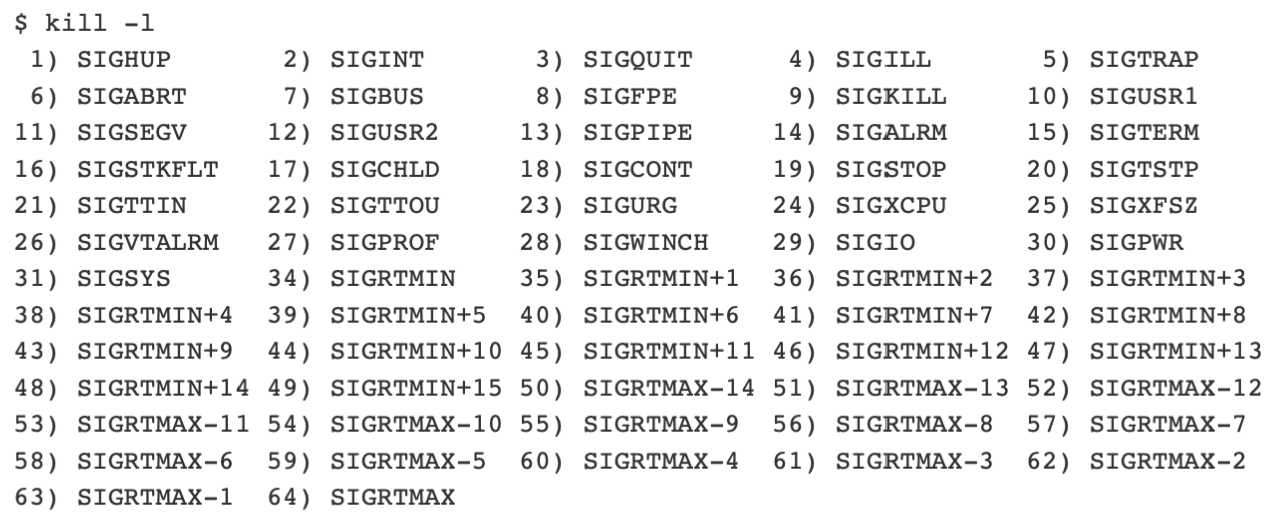 $ kill -l
 1) SIGHUP       2) SIGINT       3) SIGQUIT      4) SIGILL       5) SIGTRAP
 6) SIGABRT      7) SIGBUS       8) SIGFPE       9) SIGKILL     10) SIGUSR1
11) SIGSEGV     12) SIGUSR2     13) SIGPIPE     14) SIGALRM     15) SIGTERM
16) SIGSTKFLT   17) SIGCHLD     18) SIGCONT     19) SIGSTOP     20) SIGTSTP
21) SIGTTIN     22) SIGTTOU     23) SIGURG      24) SIGXCPU     25) SIGXFSZ
26) SIGVTALRM   27) SIGPROF     28) SIGWINCH    29) SIGIO       30) SIGPWR
31) SIGSYS      34) SIGRTMIN    35) SIGRTMIN+1  36) SIGRTMIN+2  37) SIGRTMIN+3
38) SIGRTMIN+4  39) SIGRTMIN+5  40) SIGRTMIN+6  41) SIGRTMIN+7  42) SIGRTMIN+8
43) SIGRTMIN+9  44) SIGRTMIN+10 45) SIGRTMIN+11 46) SIGRTMIN+12 47) SIGRTMIN+13
48) SIGRTMIN+14 49) SIGRTMIN+15 50) SIGRTMAX-14 51) SIGRTMAX-13 52) SIGRTMAX-12
53) SIGRTMAX-11 54) SIGRTMAX-10 55) SIGRTMAX-9  56) SIGRTMAX-8  57) SIGRTMAX-7
58) SIGRTMAX-6  59) SIGRTMAX-5  60) SIGRTMAX-4  61) SIGRTMAX-3  62) SIGRTMAX-2
63) SIGRTMAX-1  64) SIGRTMAX